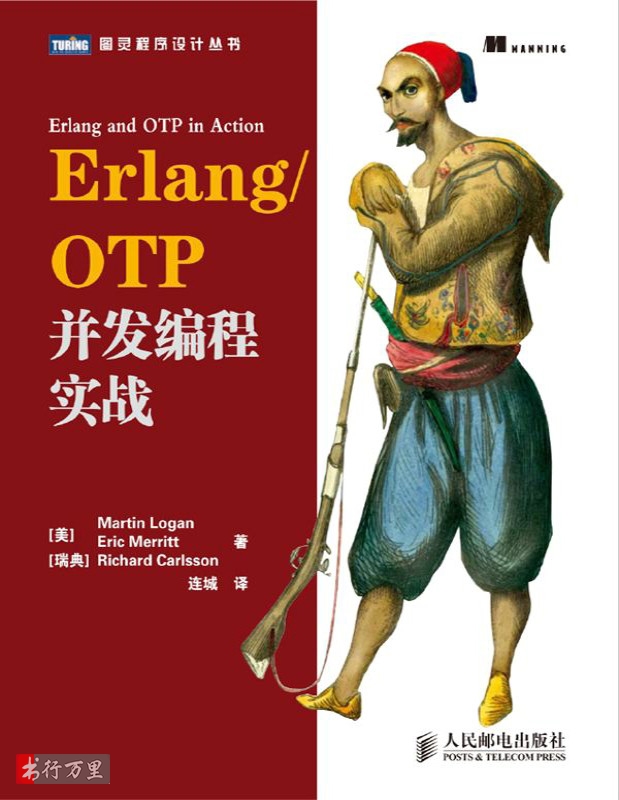 TURING 图灵程序设计丛书
MANNING
Erlang and OTP in Action
Erlang/
OTP
并发编程
实战
[美] Martin Logan
Eric Merritt 著
[瑞典] Richard Carlsson
连城 译
人民邮电出版社
POSTS & TELECOM PRESS
书行万里